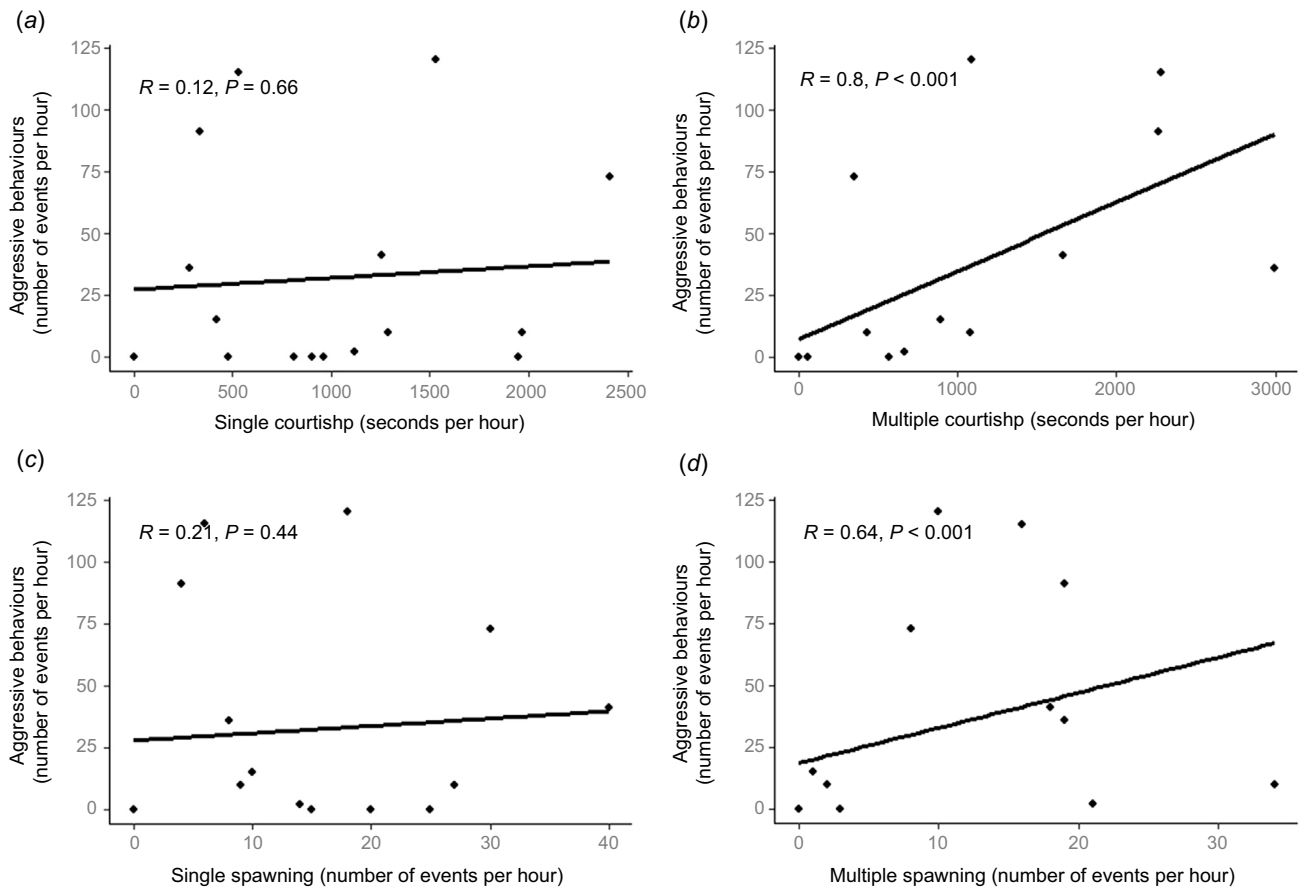 (a)
125
100
75
50
25
0
Aggressive behaviours
(number of events per hour)
R = 0.12, P = 0.66
0 500 1000 1500 2000 2500
Single courtishp (seconds per hour)
(b)
125
100
75
50
25
0
Aggressive behaviours
(number of events per hour)
R = 0.8, P < 0.001
0 1000 2000 3000
Multiple courtishp (seconds per hour)
(c)
125
100
75
50
25
0
Aggressive behaviours
(number of events per hour)
R = 0.21, P = 0.44
0 10 20 30 40
Single spawning (number of events per hour)
(d)
125
100
75
50
25
0
Aggressive behaviours
(number of events per hour)
R = 0.64, P < 0.001
0 10 20 30
Multiple spawning (number of events per hour)